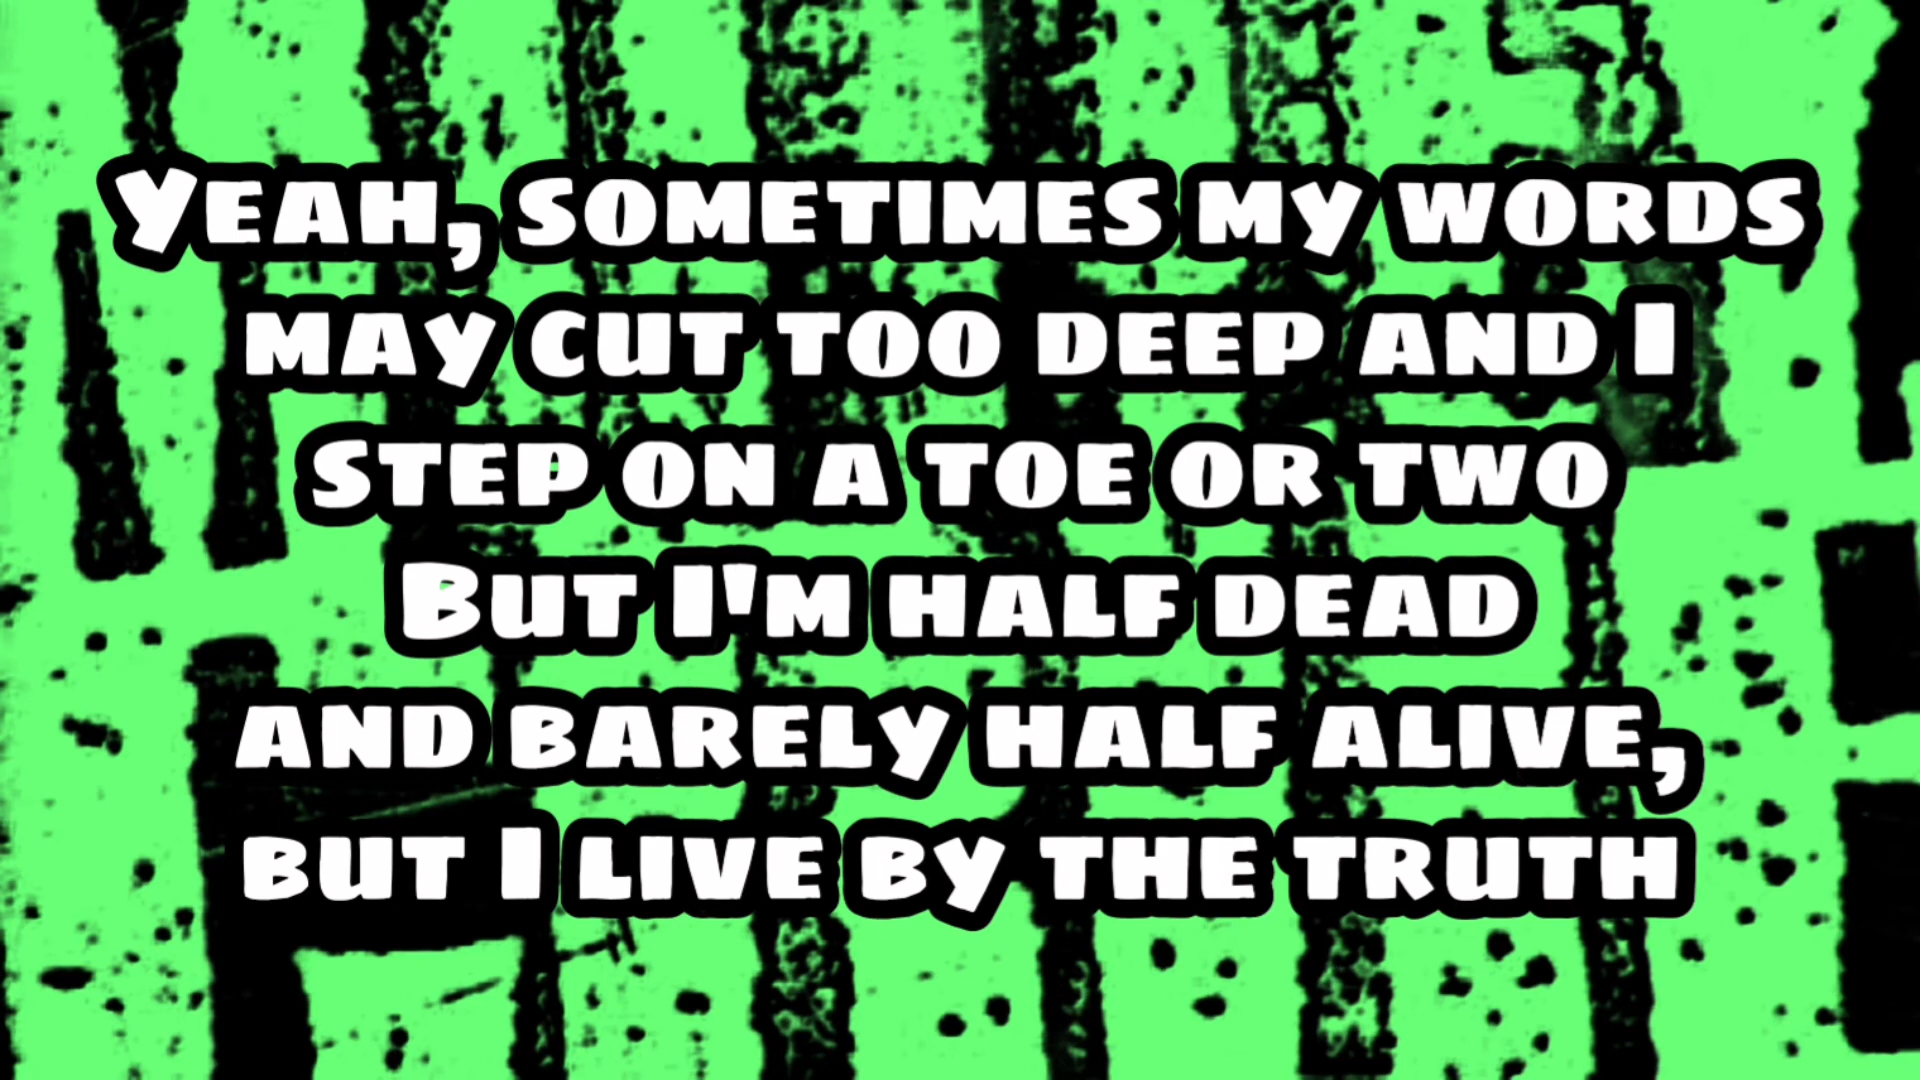 Yeah, sometimes my words
may cut too deep and I
step on a toe or two
But I'm half dead
and barely half alive,
but I live by the truth